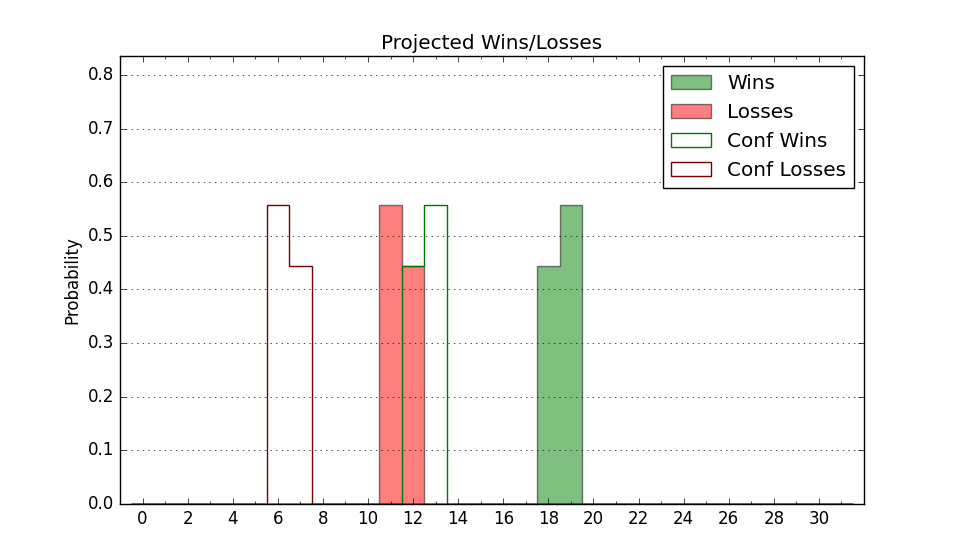 Projected Wins/Losses
Wins
Losses
Conf Wins
Conf Losses
Probability
0.8
0.7
0.6
0.5
0.4
0.3
0.2
0.1
0.0
0 2 4 6 8 10 12 14 16 18 20 22 24 26 28 30